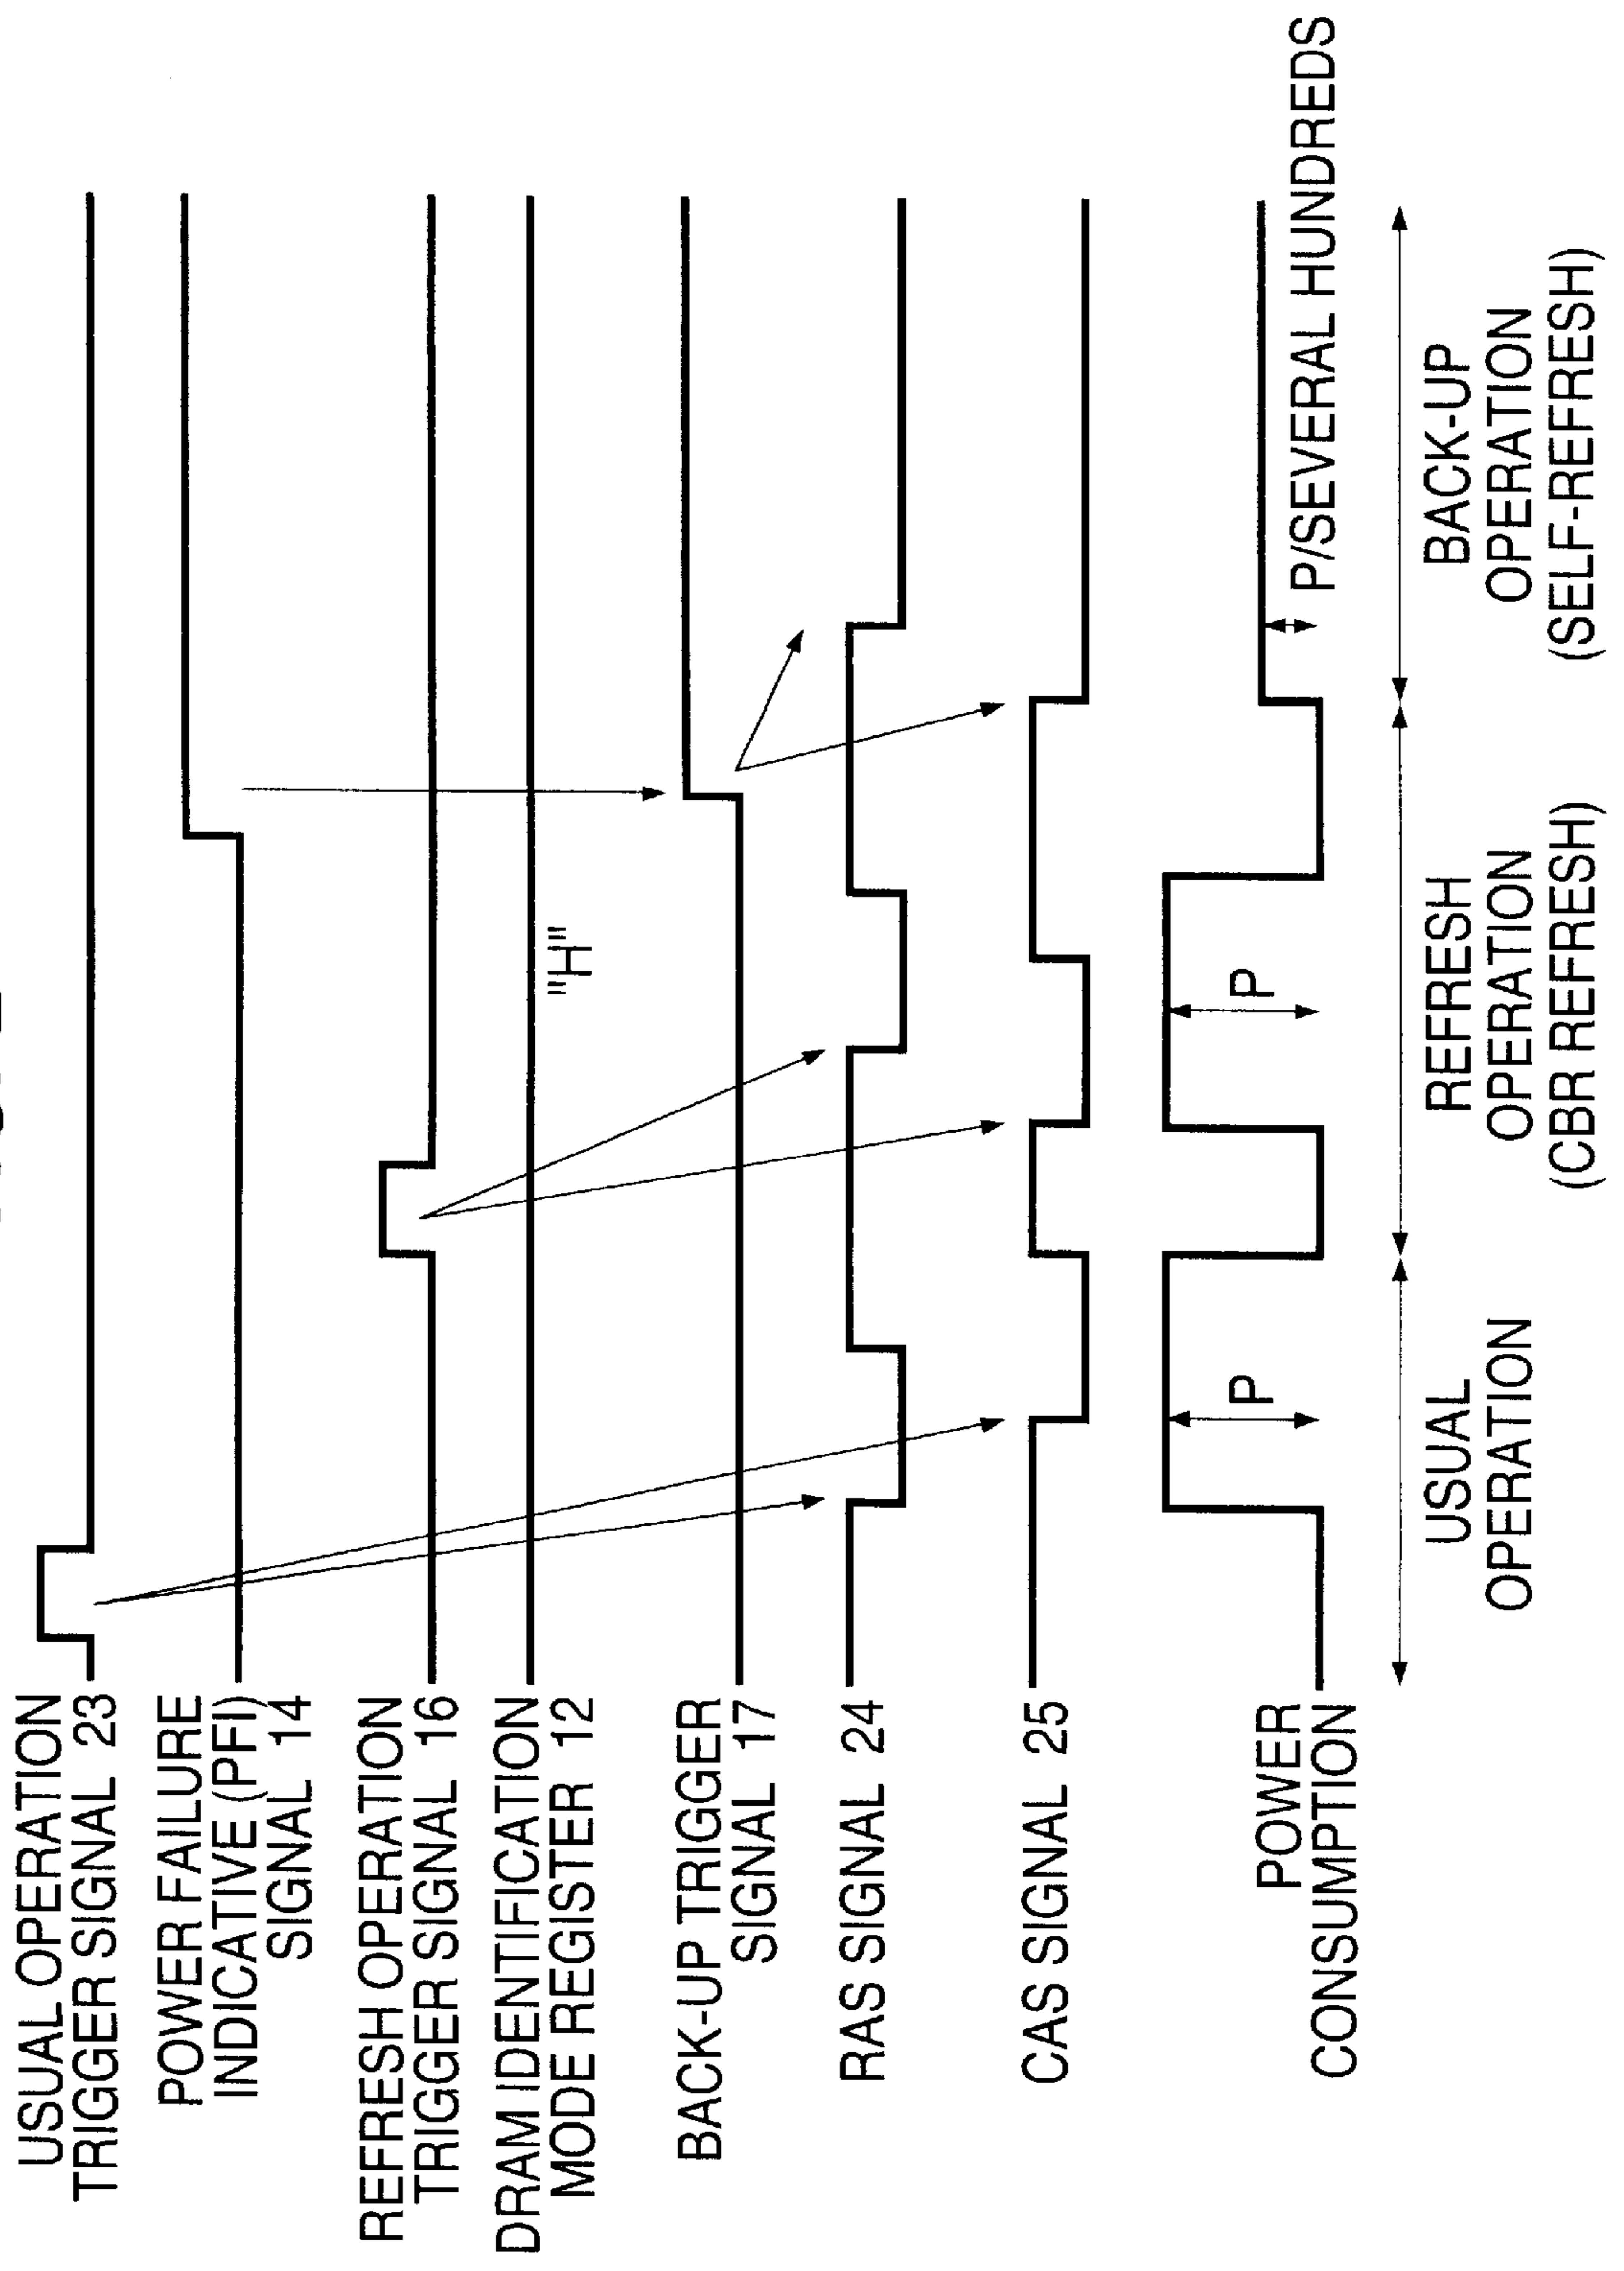 USUAL OPERATION
TRIGGER SIGNAL 23
POWER FAILURE
INDICATIVE (PFI)
SIGNAL 14
REFRESH OPERATION
TRIGGER SIGNAL 16
DRAM IDENTIFICATION
MODE REGISTER 12
"H"
BACK-UP TRIGGER
SIGNAL 17
RAS SIGNAL 24
CAS SIGNAL 25
POWER
CONSUMPTION
P
P
P/SEVERAL HUNDREDS
USUAL
OPERATION
REFRESH
OPERATION
(CBR REFRESH)
BACK-UP
OPERATION
(SELF-REFRESH)